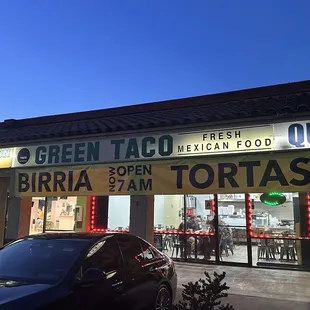 GREEN TACO
FRESH
MEXICAN FOOD
BIRRIA
NOW OPEN
7AM
TORTAS